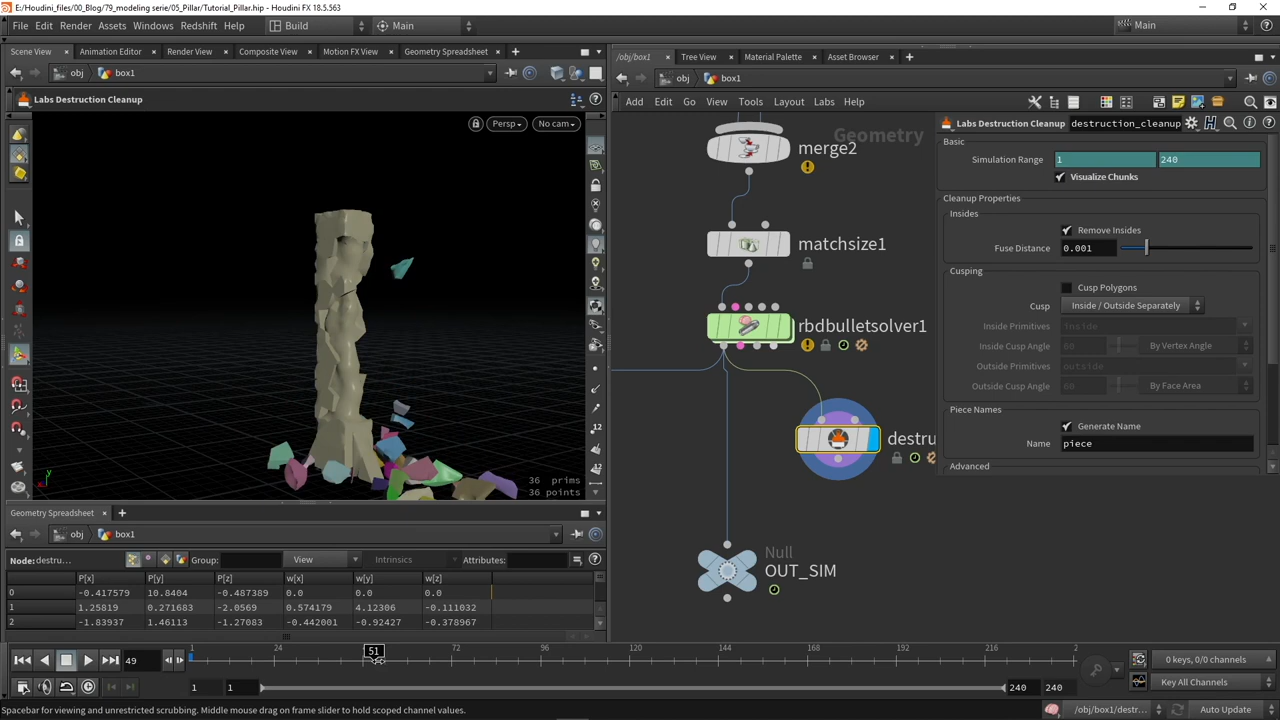 E:/Houdini_files/00_Blog/79_modeling serie/05_Pillar/Tutorial_Pillar.hip - Houdini FX 18.5.563
File Edit Render Assets Windows Redshift Help Build Main Main
Scene View Animation Editor Render View Composite View Motion FX View Geometry Spreadsheet
/obj/box1 Tree View Material Palette Asset Browser
obj box1
obj box1
Labs Destruction Cleanup
Add Edit Go View Tools Layout Labs Help
Persp No cam
Geometry
merge2
matchsize1
rbdbulletsolver1
destru
Null
OUT_SIM
36 prims
36 points
Labs Destruction Cleanup destruction_cleanup
Basic
Simulation Range 1 240
Visualize Chunks
Cleanup Properties
Insides
Remove Insides
Fuse Distance 0.001
Cusping
Cusp Polygons
Cusp Inside / Outside Separately
Inside Primitives inside
Inside Cusp Angle 60 By Vertex Angle
Outside Primitives outside
Outside Cusp Angle 60 By Face Area
Piece Names
Generate Name
Name piece
Advanced
Geometry Spreadsheet
obj box1
Node: destru... Group: View Intrinsics Attributes:
P[x] P[y] P[z] w[x] w[y] w[z]
0 -0.417579 10.8404 -0.487389 0.0 0.0 0.0
1 1.25819 0.271683 -2.0569 0.574179 4.12306 -0.111032
2 -1.83937 1.46113 -1.27083 -0.442001 -0.92427 -0.378967
49 1 24 51 72 96 120 144 168 192 216 2
0 keys, 0/0 channels
1 1 240 240
Key All Channels
Spacebar for viewing and unrestricted scrubbing. Middle mouse drag on frame slider to hold scoped channel values.
/obj/box1/destr... Auto Update